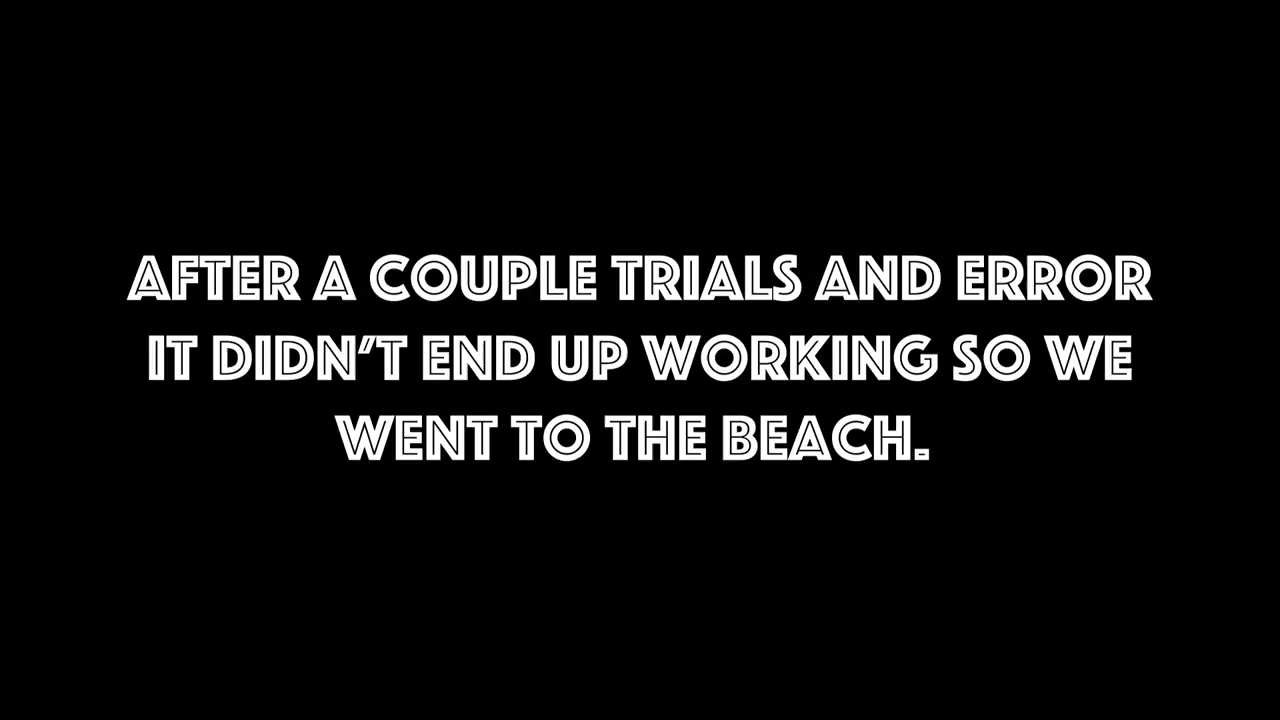 AFTER A COUPLE TRIALS AND ERROR
IT DIDN'T END UP WORKING SO WE
WENT TO THE BEACH.